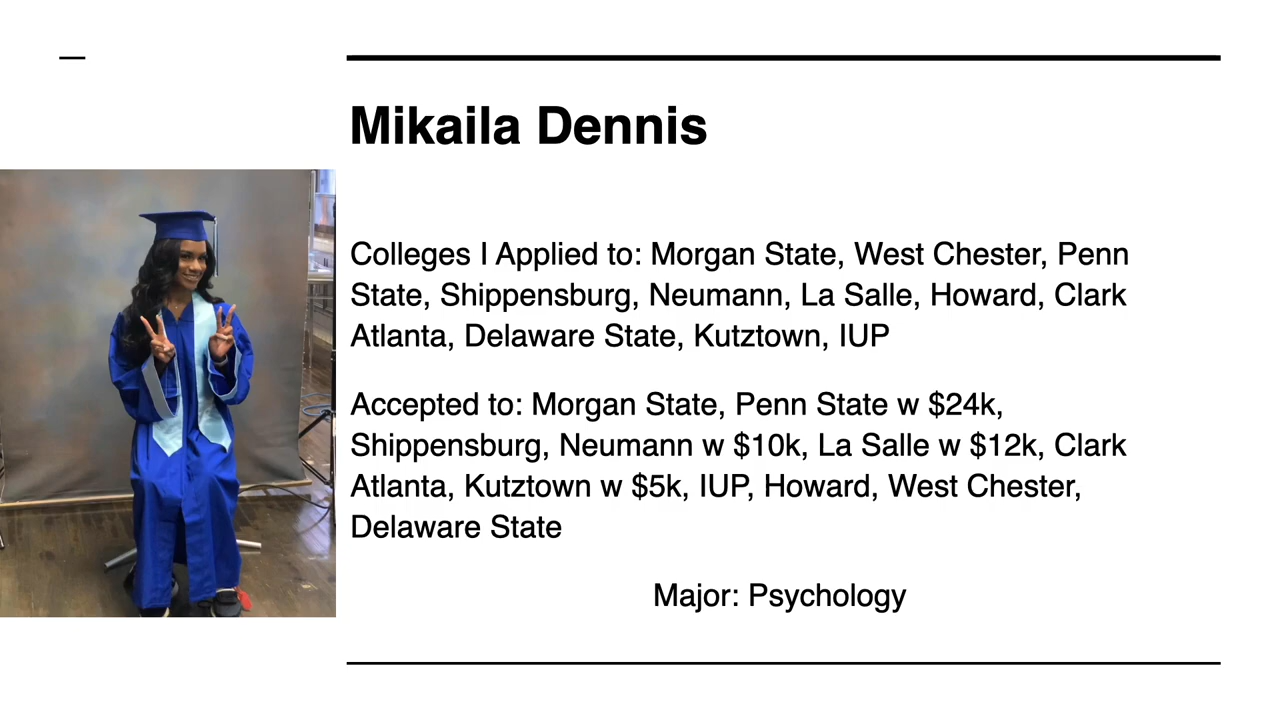 Mikaila Dennis
Colleges I Applied to: Morgan State, West Chester, Penn
State, Shippensburg, Neumann, La Salle, Howard, Clark
Atlanta, Delaware State, Kutztown, IUP
Accepted to: Morgan State, Penn State w $24k,
Shippensburg, Neumann w $10k, La Salle w $12k, Clark
Atlanta, Kutztown w $5k, IUP, Howard, West Chester,
Delaware State
Major: Psychology